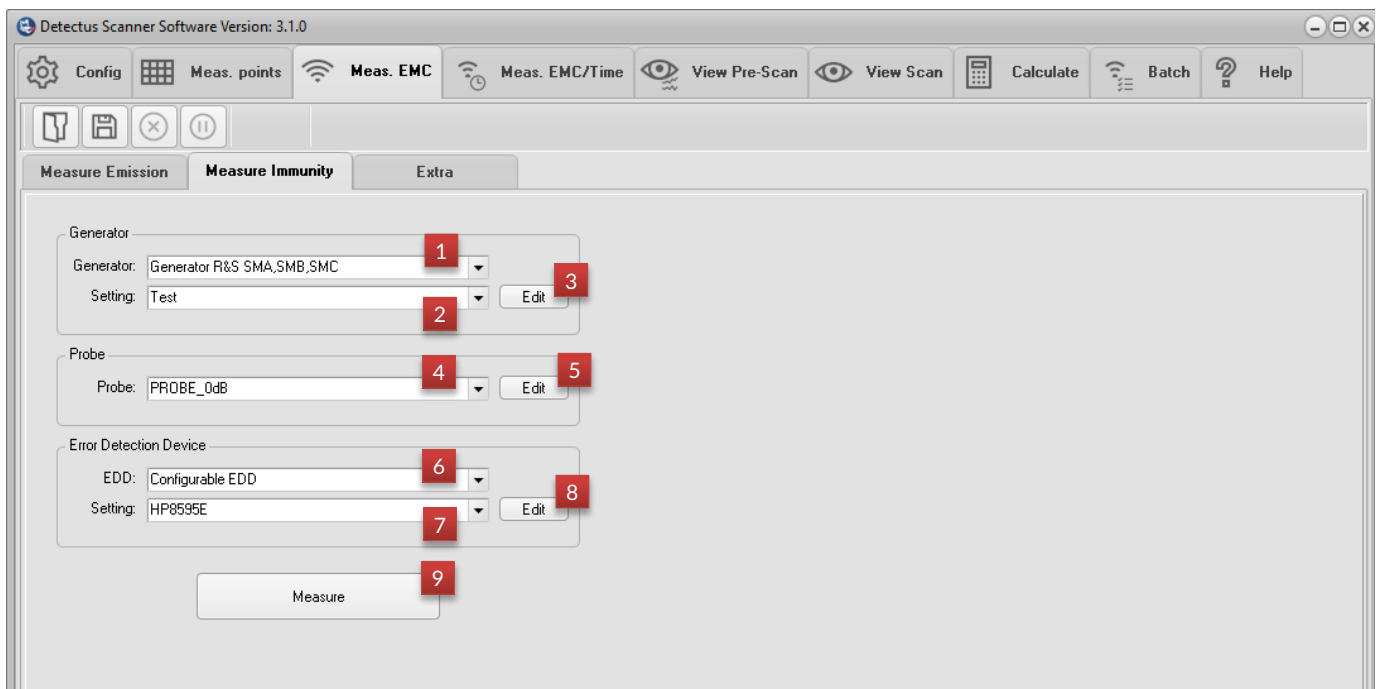 Detectus Scanner Software Version: 3.1.0
Config Meas. points Meas. EMC Meas. EMC/Time View Pre-Scan View Scan Calculate Batch Help
Measure Emission Measure Immunity Extra
Generator
1
Generator: Generator R&S SMA,SMB,SMC
3
Setting: Test Edit
2
Probe
4 5
Probe: PROBE_0dB Edit
Error Detection Device
6
EDD: Configurable EDD
8
Setting: HP8595E Edit
7
9
Measure